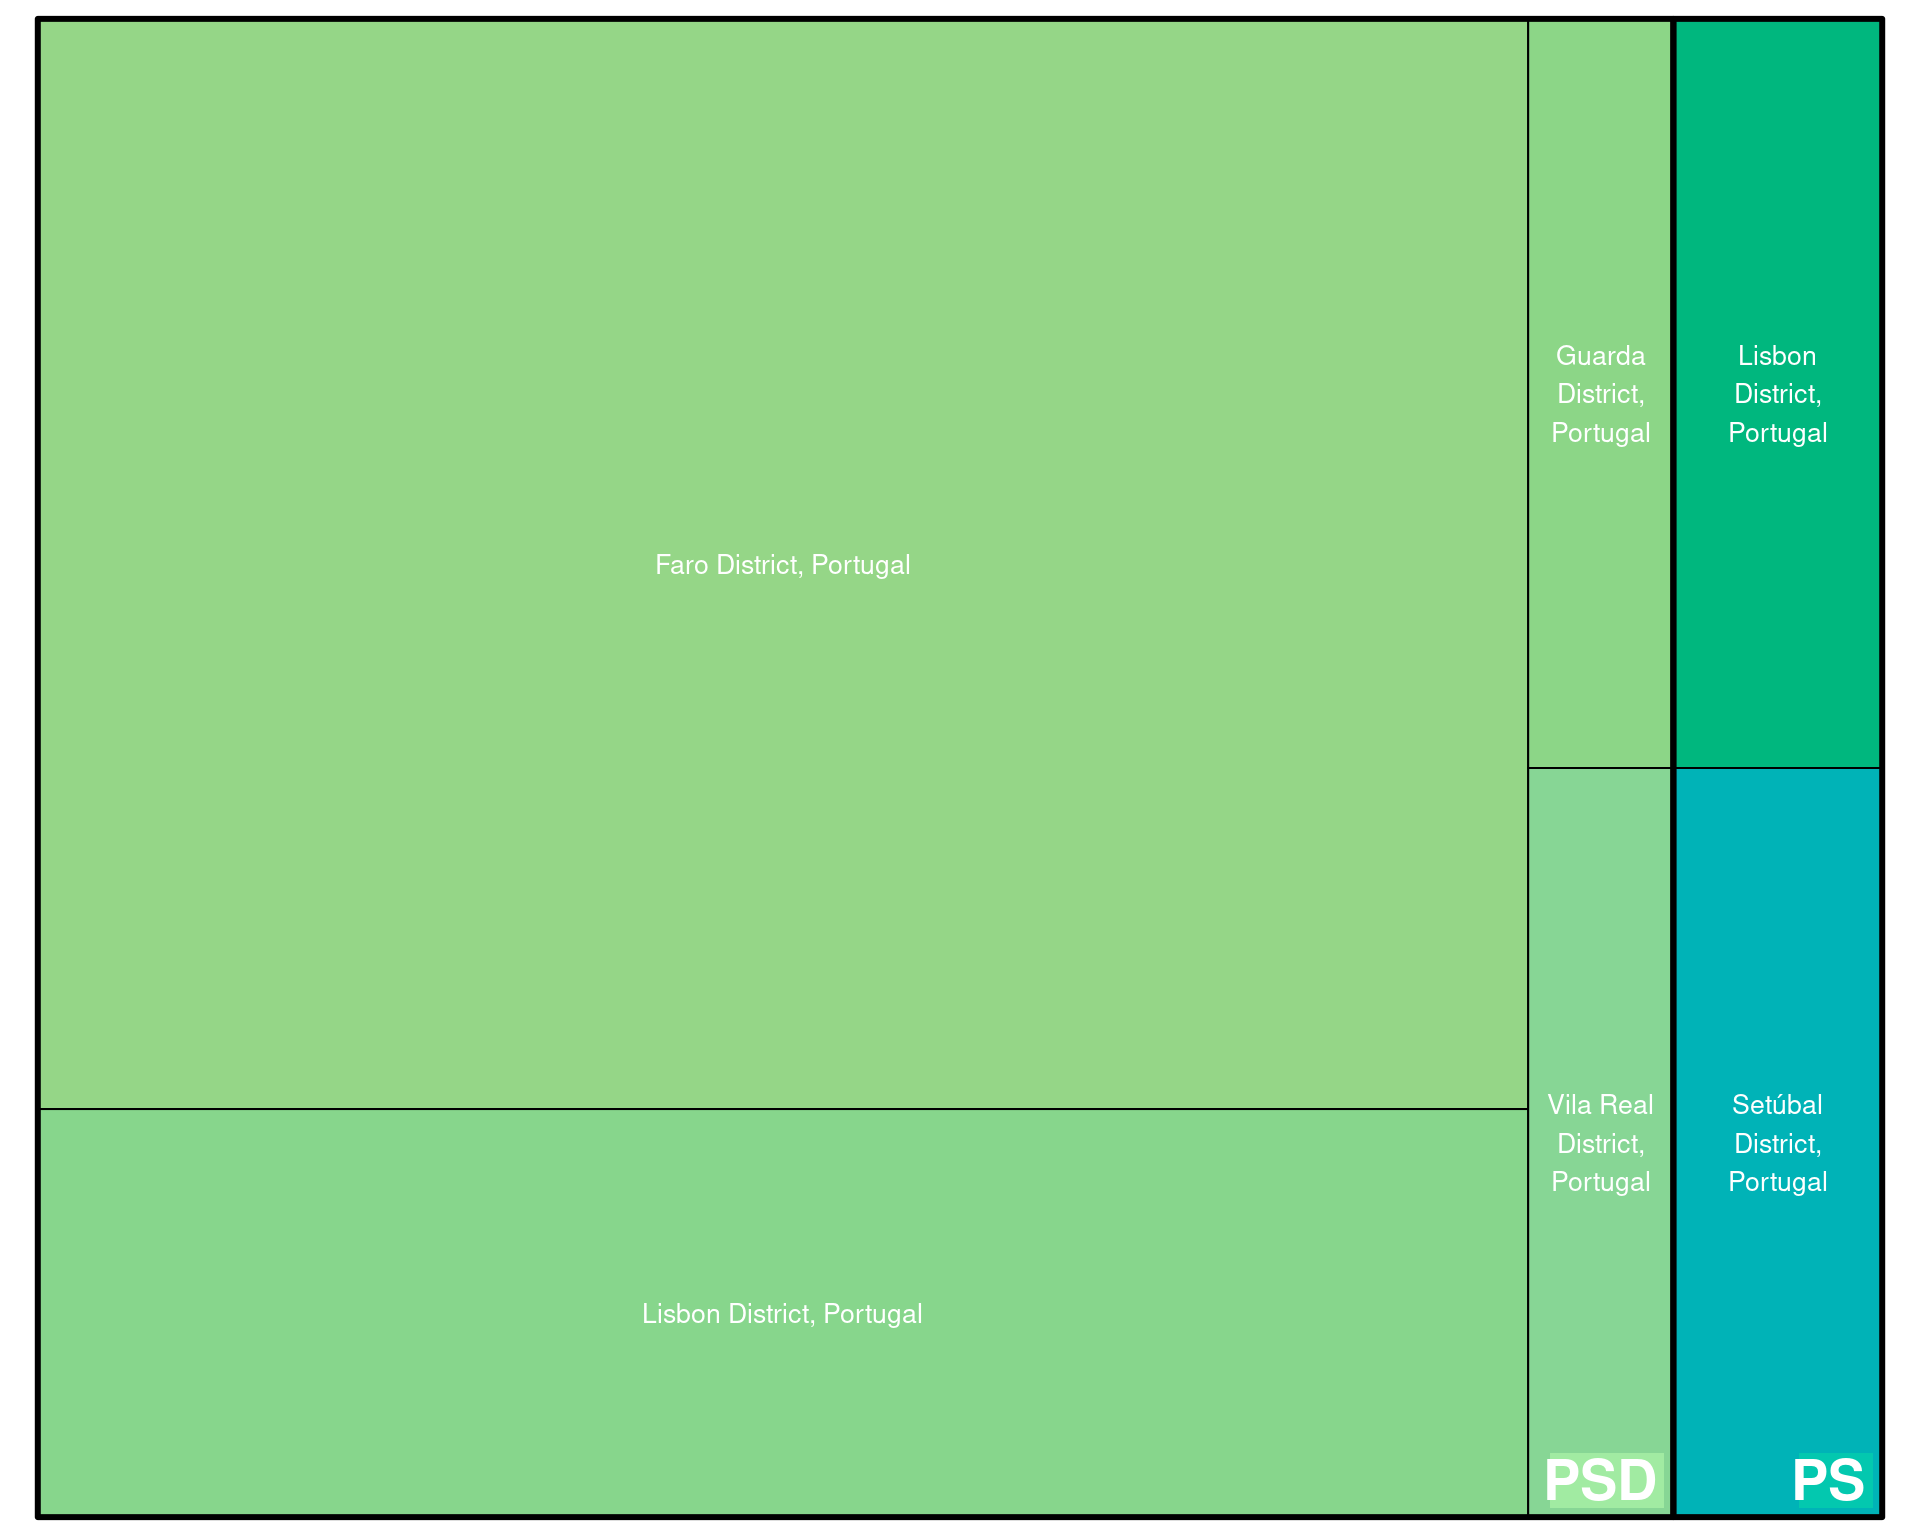 Faro District, Portugal
Lisbon District, Portugal
Guarda
District,
Portugal
Vila Real
District,
Portugal
PSD
Lisbon
District,
Portugal
Setúbal
District,
Portugal
PS